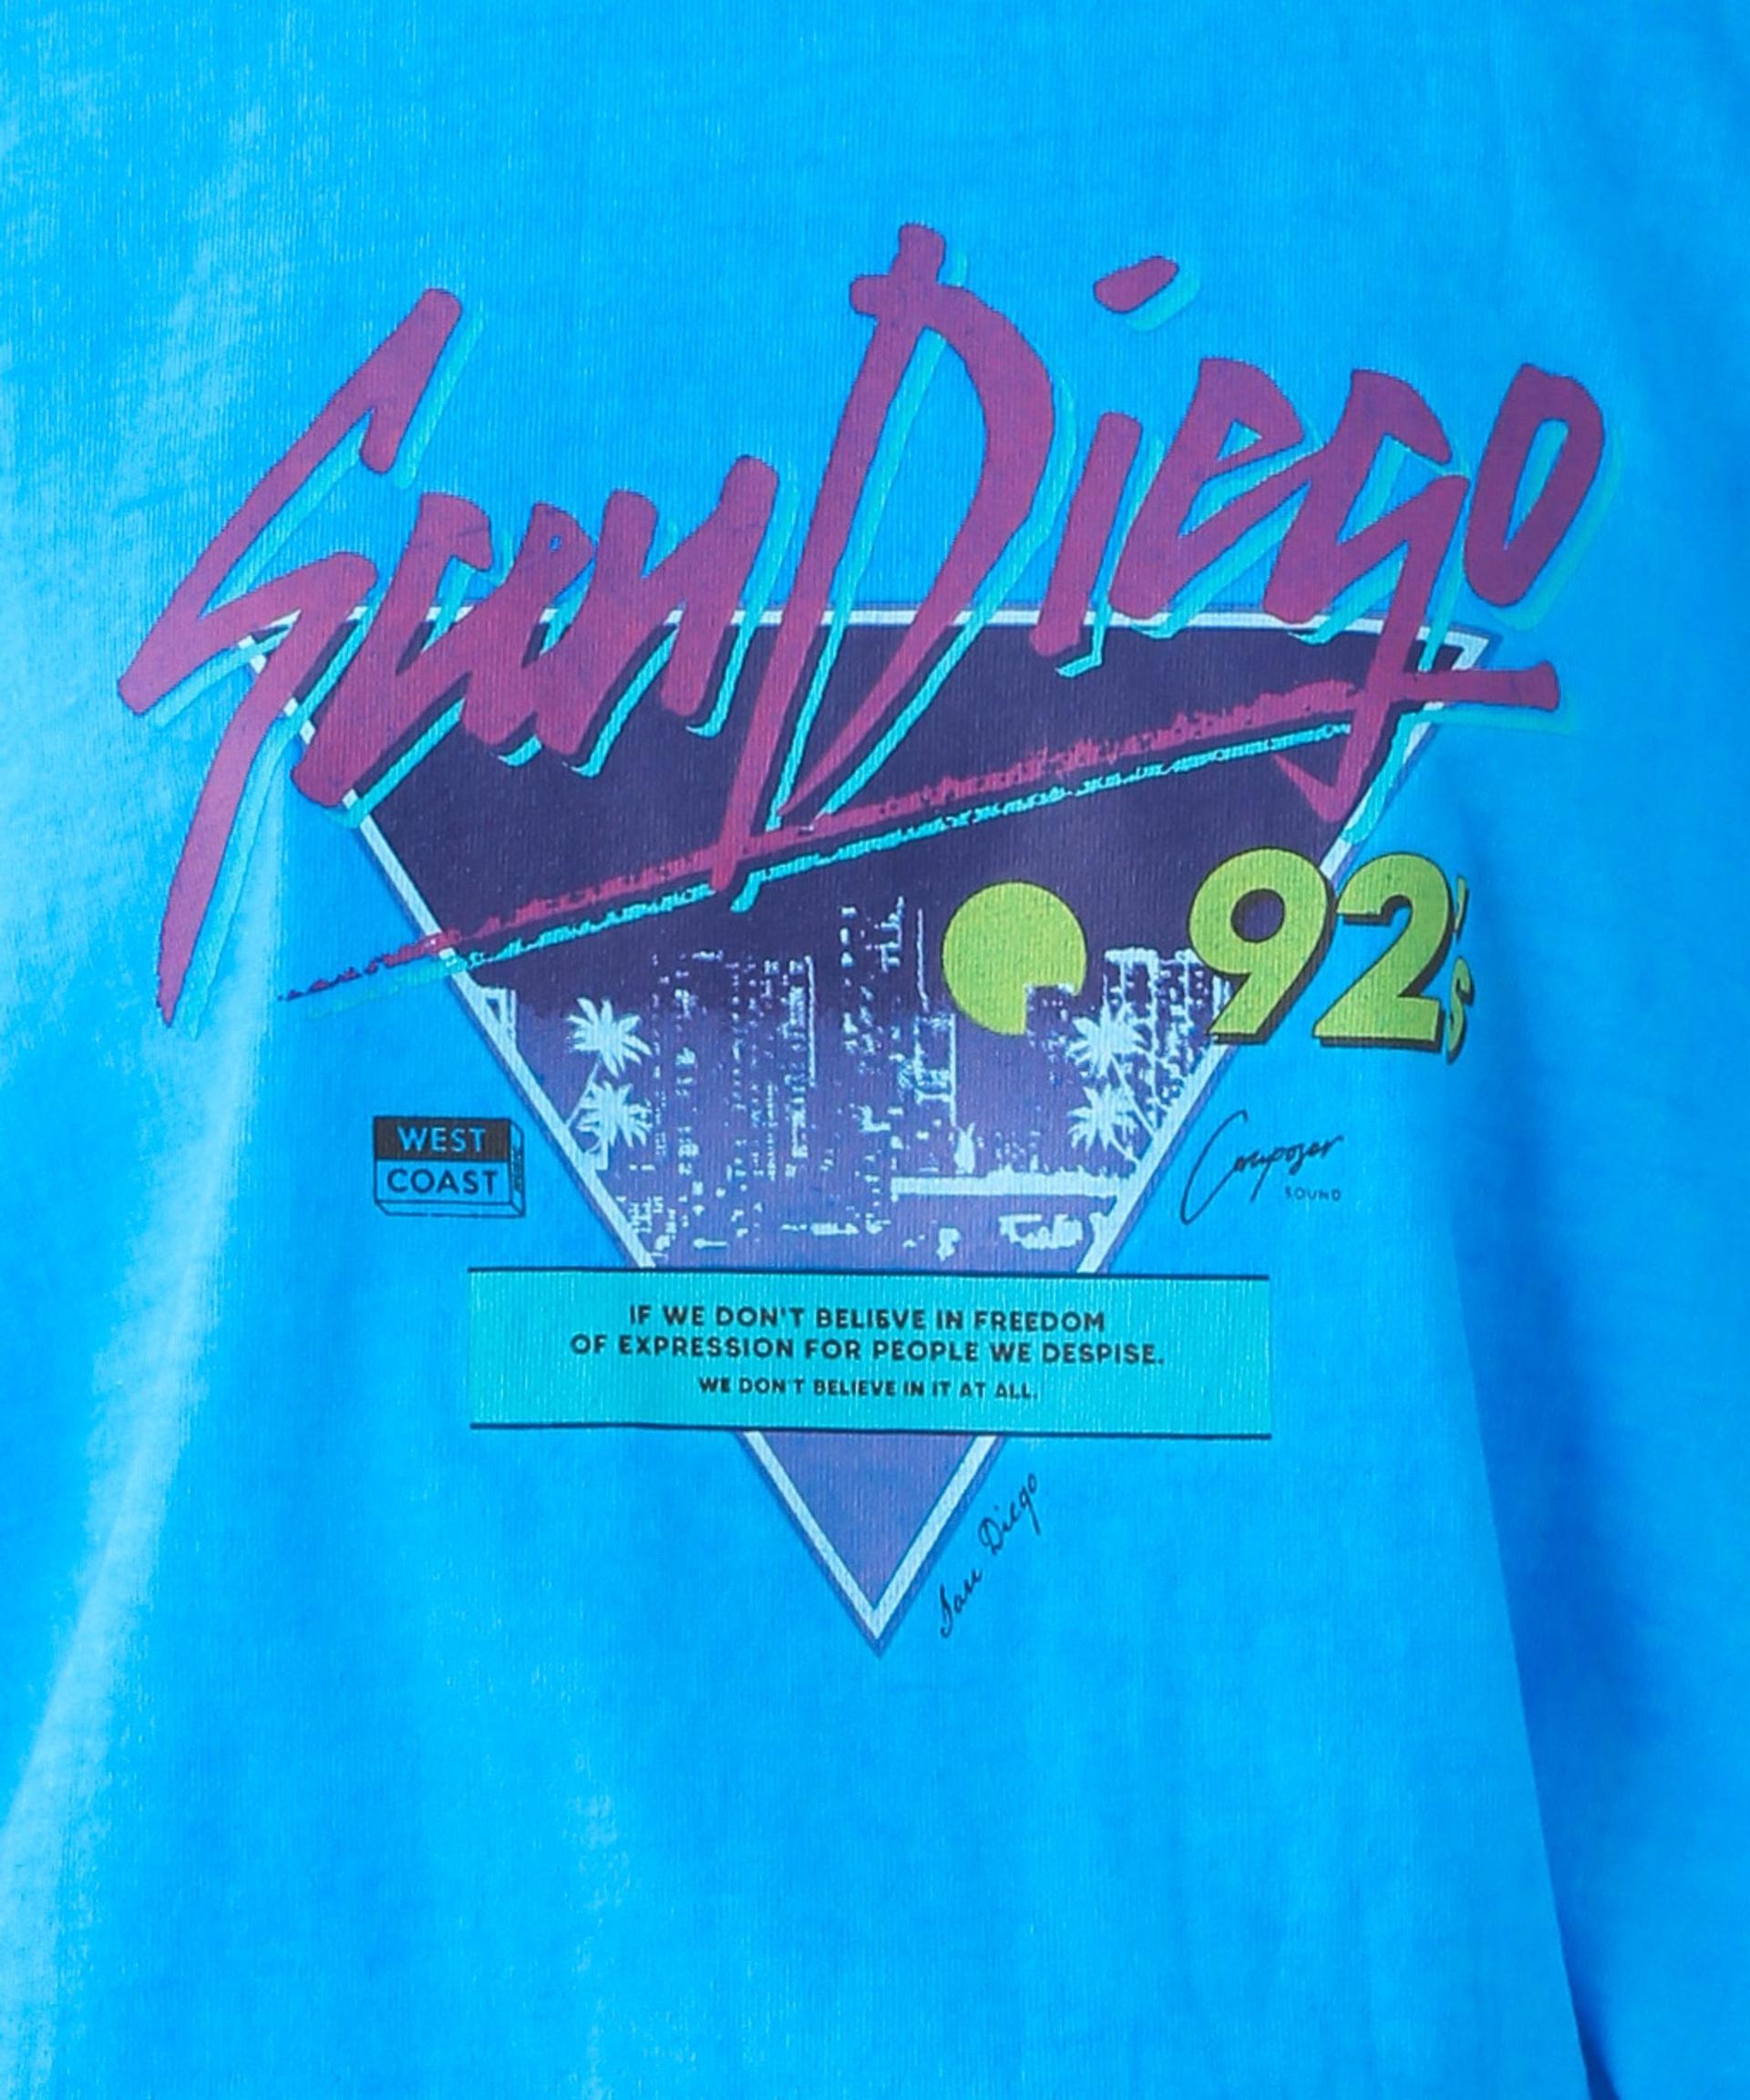 San Diego
92's
WEST
COAST
Composer
SOUND
IF WE DON'T BELIEVE IN FREEDOM
OF EXPRESSION FOR PEOPLE WE DESPISE.
WE DON'T BELIEVE IN IT AT ALL.
San Diego